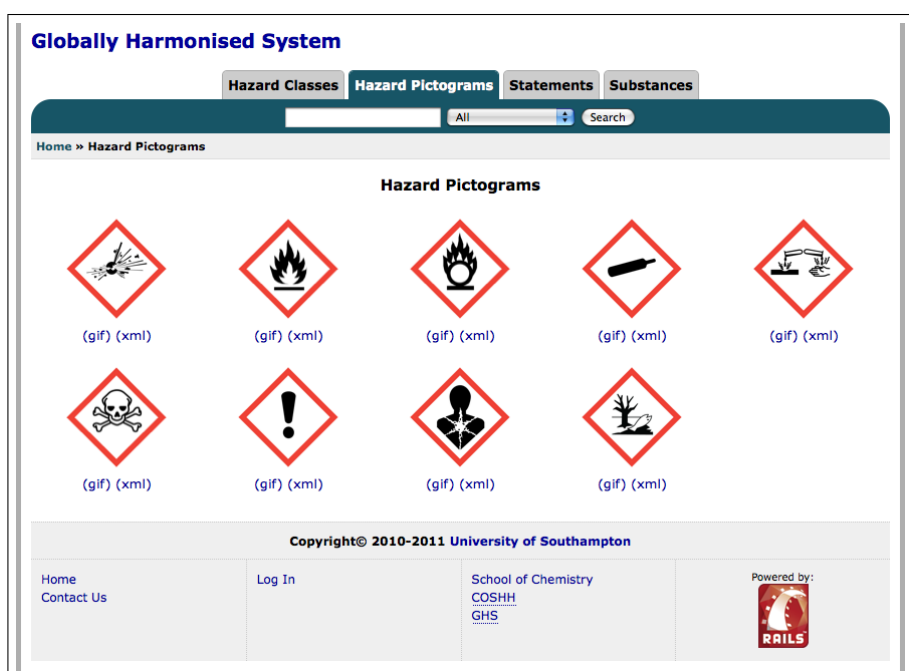 Globally Harmonised System
Hazard Classes Hazard Pictograms Statements Substances
All Search
Home » Hazard Pictograms
Hazard Pictograms
(gif) (xml) (gif) (xml) (gif) (xml) (gif) (xml) (gif) (xml)
(gif) (xml) (gif) (xml) (gif) (xml) (gif) (xml)
Copyright© 2010-2011 University of Southampton
Home Log In School of Chemistry Powered by:
Contact Us COSHH
GHS
RAILS